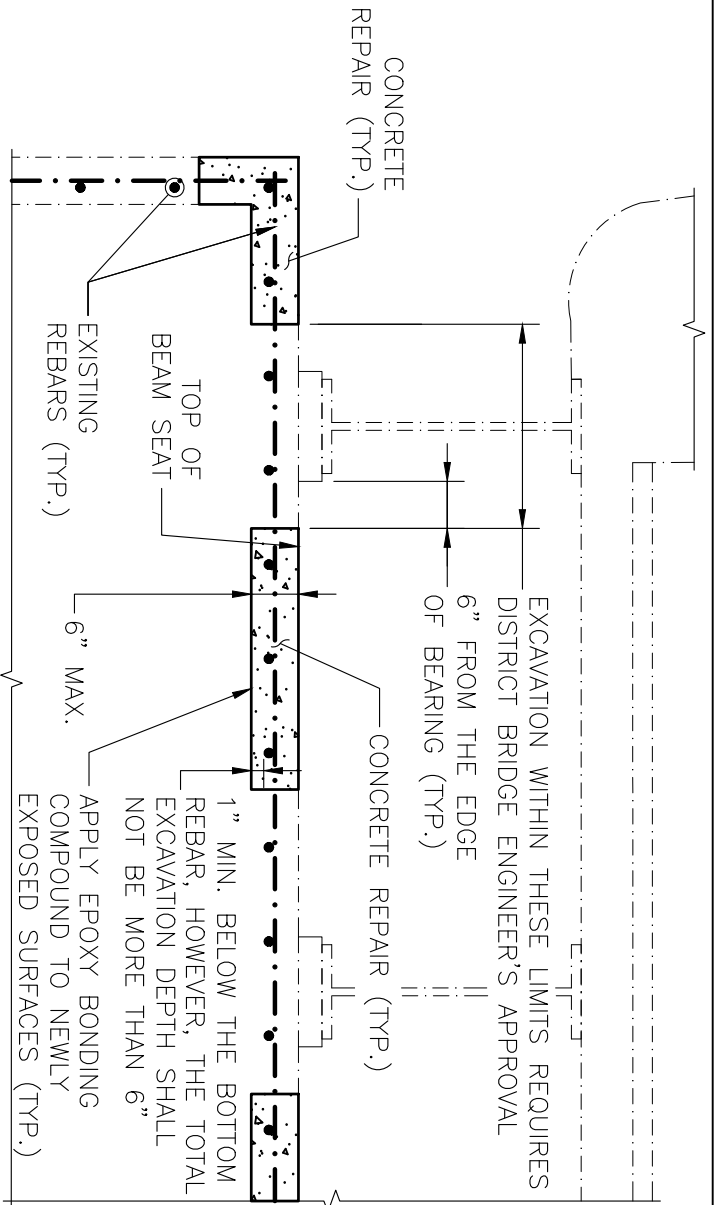 EXCAVATION WITHIN THESE LIMITS REQUIRES
DISTRICT BRIDGE ENGINEER'S APPROVAL
6" FROM THE EDGE
OF BEARING (TYP.)
CONCRETE
REPAIR (TYP.)
CONCRETE REPAIR (TYP.)
TOP OF
BEAM SEAT
EXISTING
REBARS (TYP.)
6" MAX.
1" MIN. BELOW THE BOTTOM
REBAR, HOWEVER, THE TOTAL
EXCAVATION DEPTH SHALL
NOT BE MORE THAN 6"
APPLY EPOXY BONDING
COMPOUND TO NEWLY
EXPOSED SURFACES (TYP.)